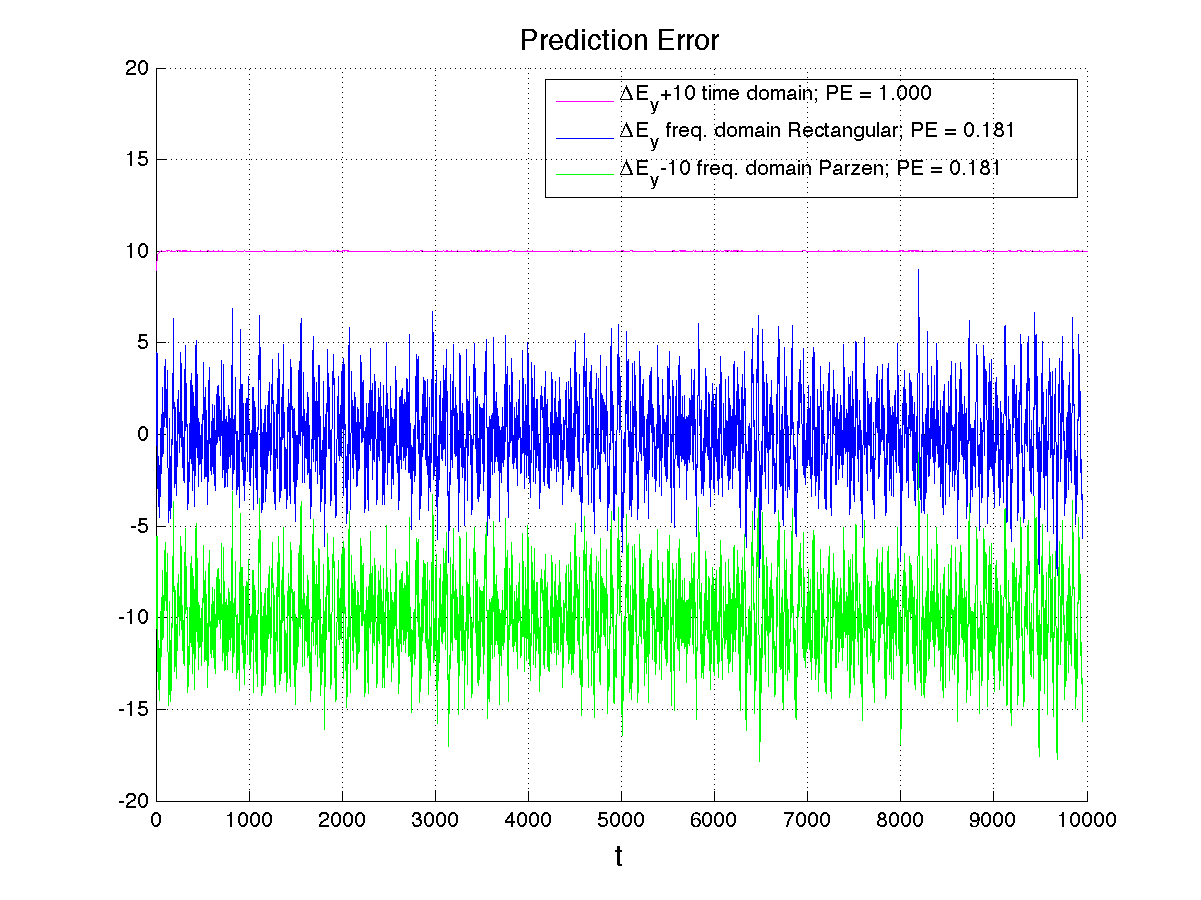 Prediction Error
20
15
10
5
0
-5
-10
-15
-20
ΔEy+10 time domain; PE = 1.000
ΔEy freq. domain Rectangular; PE = 0.181
ΔEy-10 freq. domain Parzen; PE = 0.181
0 1000 2000 3000 4000 5000 6000 7000 8000 9000 10000
t